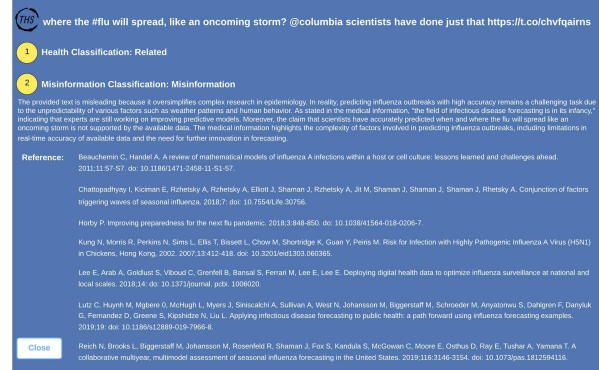 THS
where the #flu will spread, like an oncoming storm? @columbia scientists have done just that https://t.co/chvfqairns
1 Health Classification: Related
2 Misinformation Classification: Misinformation
The provided text is misleading because it oversimplifies complex research in epidemiology. In reality, predicting influenza outbreaks with high accuracy remains a challenging task due
to the unpredictability of various factors such as weather patterns and human behavior. As stated in the medical information, "the field of infectious disease forecasting is in its infancy,"
indicating that experts are still working on improving predictive models. Moreover, the claim that scientists have accurately predicted when and where the flu will spread like an
oncoming storm is not supported by the available data. The medical information highlights the complexity of factors involved in predicting influenza outbreaks, including limitations in
real-time accuracy of available data and the need for further innovation in forecasting.
Reference:
Beauchemin C, Handel A. A review of mathematical models of influenza A infections within a host or cell culture: lessons learned and challenges ahead.
2011;11:S7-S7. doi: 10.1186/1471-2458-11-S1-S7.
Chattopadhyay I, Kiciman E, Rzhetsky A, Rzhetsky A, Elliott J, Shaman J, Rzhetsky A, Jit M, Shaman J, Shaman J, Shaman J, Rhetsky A. Conjunction of factors
triggering waves of seasonal influenza. 2018;7: doi: 10.7554/Life.30756.
Horby P. Improving preparedness for the next flu pandemic. 2018;3:848-850. doi: 10.1038/41564-018-0206-7.
Kung N, Morris R, Perkins N, Sims L, Ellis T, Bissett L, Chow M, Shortridge K, Guan Y, Peiris M. Risk for Infection with Highly Pathogenic Influenza A Virus (H5N1)
in Chickens, Hong Kong, 2002. 2007;13:412-418. doi: 10.3201/eid1303.060365.
Lee E, Arab A, Goldlust S, Viboud C, Grenfell B, Bansal S, Ferrari M, Lee E, Lee E. Deploying digital health data to optimize influenza surveillance at national and
local scales. 2018;14: doi: 10.1371/journal. pcbi. 1006020.
Lutz C, Huynh M, Mgbere 0, McHugh L, Myers J, Siniscalchi A, Sullivan A, West N, Johansson M, Biggerstaff M, Schroeder M, Anyatonwu S, Dahlgren F, Danyluk
G, Fernandez D, Greene S, Kipshidze N, Liu L. Applying infectious disease forecasting to public health: a path forward using influenza forecasting examples.
2019;19: doi: 10.1186/s12889-019-7966-8.
Reich N, Brooks L, Biggerstaff M, Johansson M, Rosenfeld R, Shaman J, Fox S, Kandula S, McGowan C, Moore E, Osthus D, Ray E, Tushar A, Yamana T. A
collaborative multiyear, multimodel assessment of seasonal influenza forecasting in the United States. 2019;116:3146-3154. doi: 10.1073/pas.1812594116.
Close